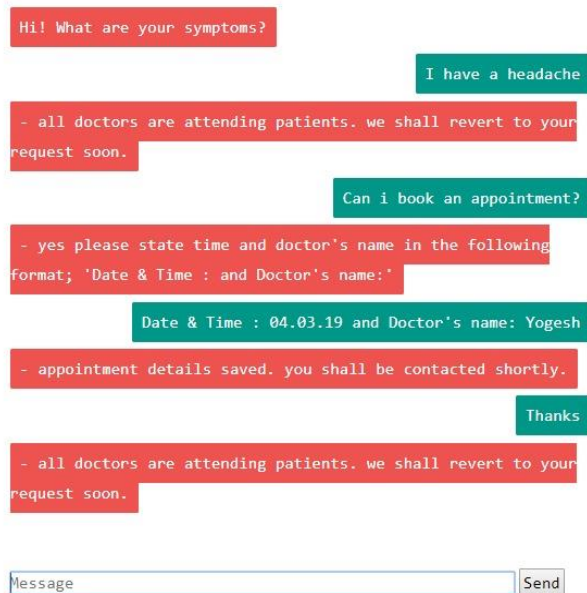 Hi! What are your symptoms?
I have a headache
- all doctors are attending patients. we shall revert to your
request soon.
Can i book an appointment?
- yes please state time and doctor's name in the following
format; 'Date & Time : and Doctor's name:'
Date & Time : 04.03.19 and Doctor's name: Yogesh
- appointment details saved. you shall be contacted shortly.
Thanks
- all doctors are attending patients. we shall revert to your
request soon.
Message
Send